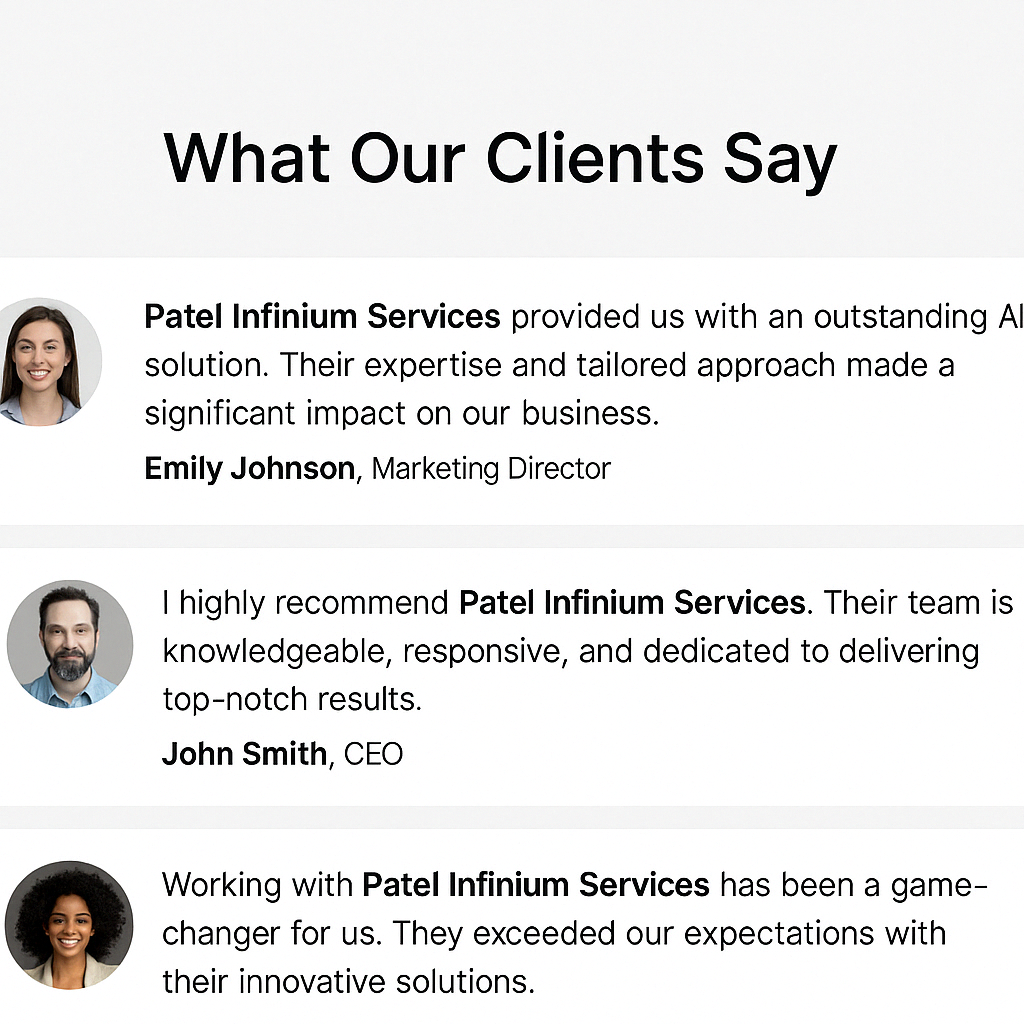 What Our Clients Say
Patel Infinium Services provided us with an outstanding AI
solution. Their expertise and tailored approach made a
significant impact on our business.
Emily Johnson, Marketing Director
I highly recommend Patel Infinium Services. Their team is
knowledgeable, responsive, and dedicated to delivering
top-notch results.
John Smith, CEO
Working with Patel Infinium Services has been a game-
changer for us. They exceeded our expectations with
their innovative solutions.